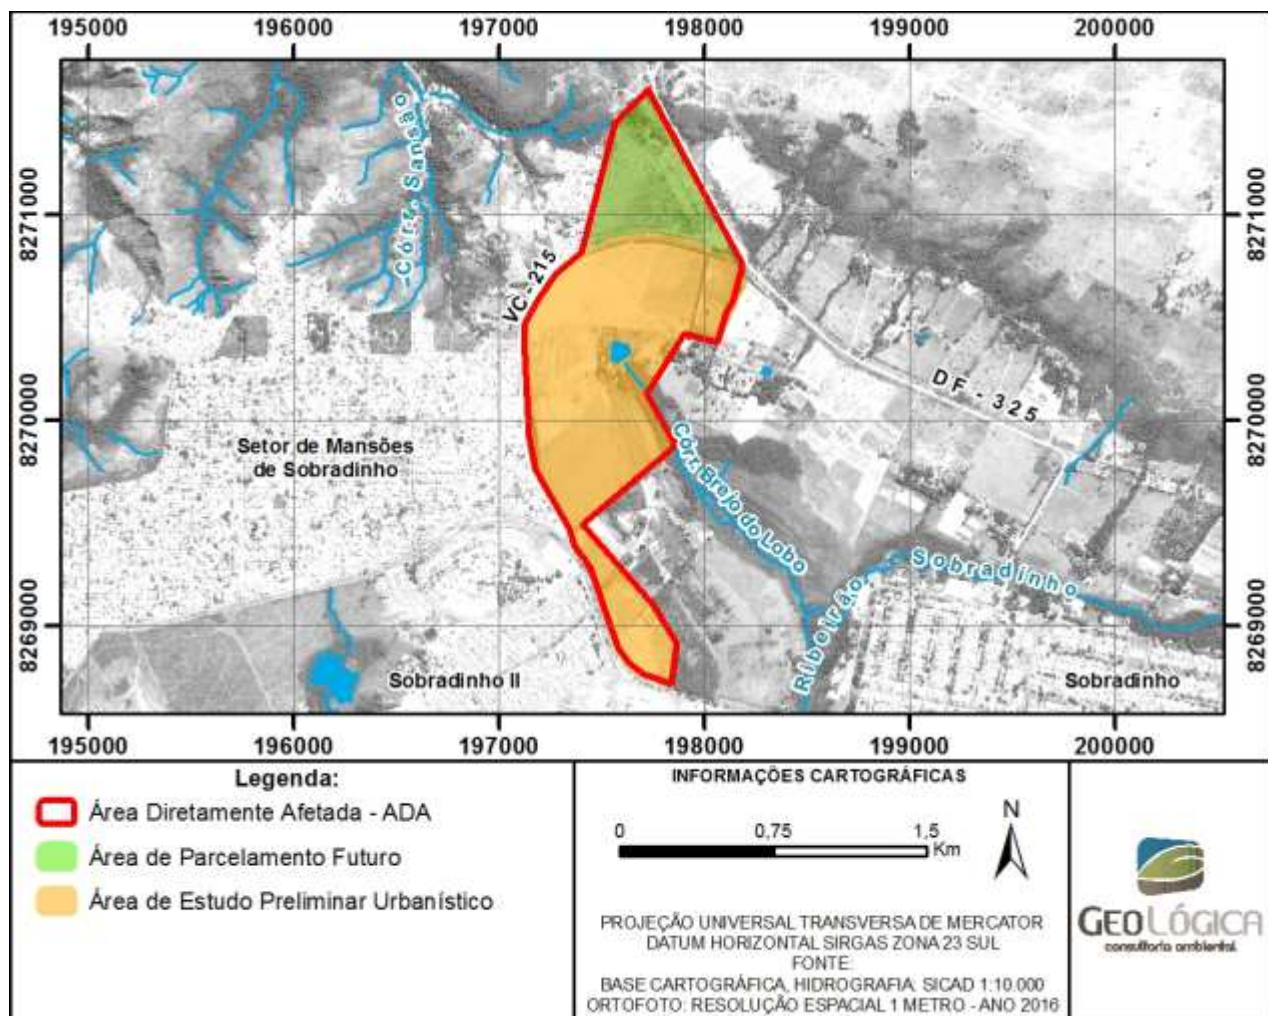 195000 196000 197000 198000 199000 200000
8271000
8271000
Córr. Sansão
VC - 215
DF - 325
8270000
8270000
Setor de Mansões
de Sobradinho
Córr. Brejo do Lobo
Ribeirão Sobradinho
8269000
8269000
Sobradinho II
Sobradinho
195000 196000 197000 198000 199000 200000
Legenda:
Área Diretamente Afetada - ADA
Área de Parcelamento Futuro
Área de Estudo Preliminar Urbanístico
INFORMAÇÕES CARTOGRÁFICAS
0 0,75 1,5
Km
N
PROJEÇÃO UNIVERSAL TRANSVERSA DE MERCATOR
DATUM HORIZONTAL SIRGAS ZONA 23 SUL
FONTE:
BASE CARTOGRÁFICA, HIDROGRAFIA: SICAD 1:10.000
ORTOFOTO: RESOLUÇÃO ESPACIAL 1 METRO - ANO 2016
GEOLÓGICA
consultoria ambiental